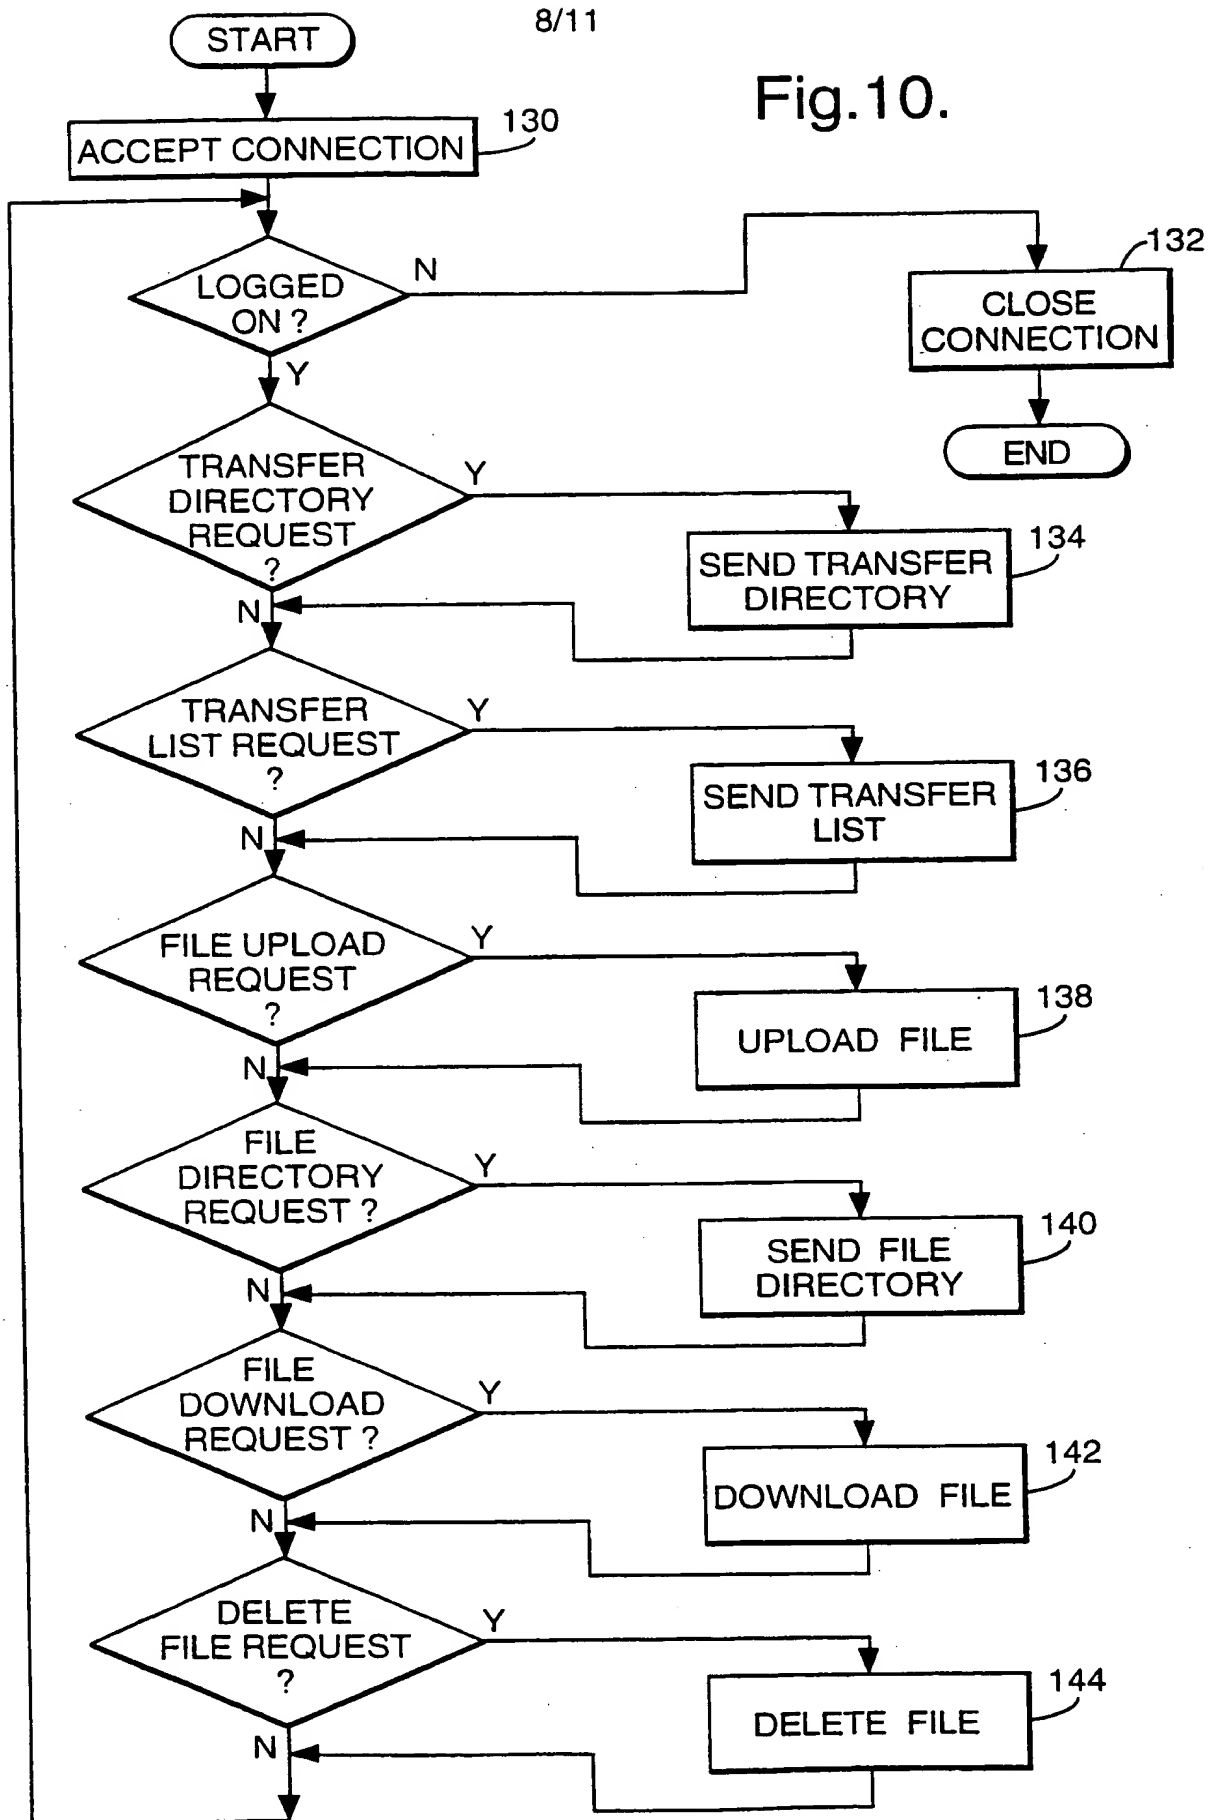 8/11
START
Fig.10.
130
ACCEPT CONNECTION
132
N
LOGGED
ON ?
CLOSE
CONNECTION
Y
END
TRANSFER
DIRECTORY
REQUEST
?
Y
134
SEND TRANSFER
DIRECTORY
N
TRANSFER
LIST REQUEST
?
Y
136
SEND TRANSFER
LIST
N
FILE UPLOAD
REQUEST
?
Y
138
UPLOAD FILE
N
FILE
DIRECTORY
REQUEST ?
Y
140
SEND FILE
DIRECTORY
N
FILE
DOWNLOAD
REQUEST ?
Y
142
DOWNLOAD FILE
N
DELETE
FILE REQUEST
?
Y
144
DELETE FILE
N